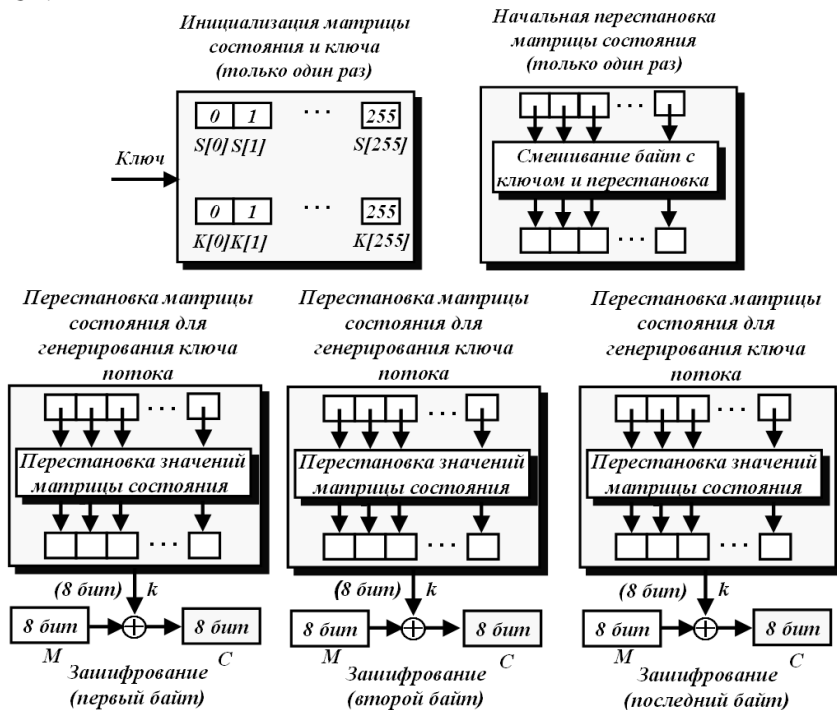 Инициализация матрицы
состояния и ключа
(только один раз)
Начальная перестановка
матрицы состояния
(только один раз)
Ключ
0 1 ... 255
S[0] S[1] S[255]
0 1 ... 255
K[0] K[1] K[255]
...
Смешивание байт с
ключом и перестановка
...
Перестановка матрицы
состояния для
генерирования ключа
потока
...
Перестановка значений
матрицы состояния
...
(8 бит) k
8 бит 8 бит
M C
Зашифрование
(первый байт)
Перестановка матрицы
состояния для
генерирования ключа
потока
...
Перестановка значений
матрицы состояния
...
(8 бит) k
8 бит 8 бит
M C
Зашифрование
(второй байт)
Перестановка матрицы
состояния для
генерирования ключа
потока
...
Перестановка значений
матрицы состояния
...
(8 бит) k
8 бит 8 бит
M C
Зашифрование
(последний байт)